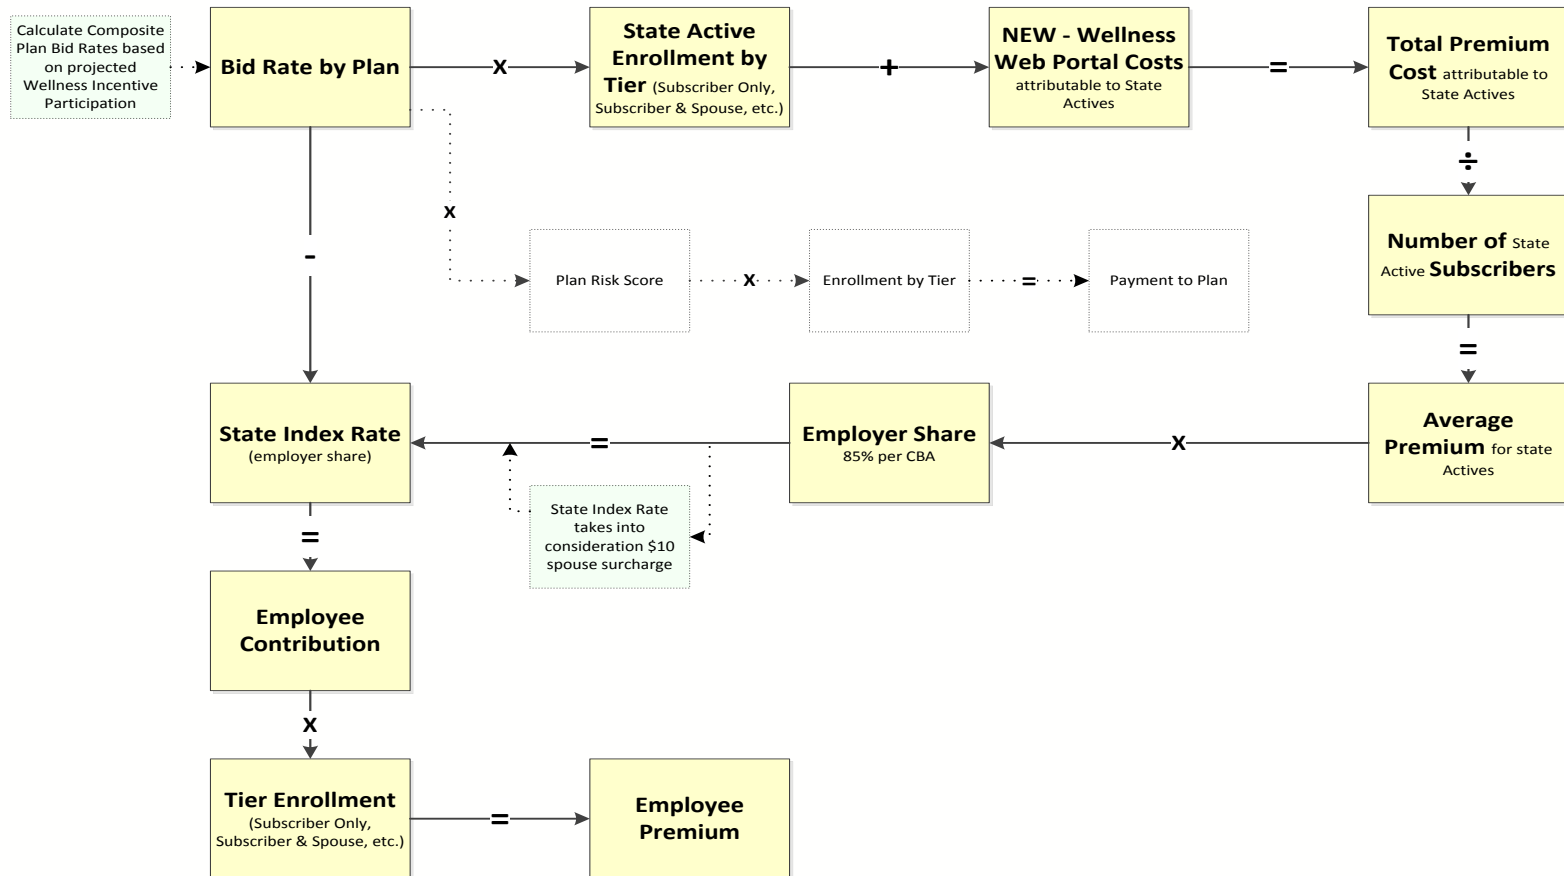 Calculate Composite
Plan Bid Rates based
on projected
Wellness Incentive
Participation
Bid Rate by Plan
x
State Active
Enrollment by
Tier (Subscriber Only,
Subscriber & Spouse, etc.)
+
NEW - Wellness
Web Portal Costs
attributable to State
Actives
=
Total Premium
Cost attributable to
State Actives
÷
x
-
Plan Risk Score
x
Enrollment by Tier
=
Payment to Plan
Number of State
Active Subscribers
=
State Index Rate
(employer share)
=
Employer Share
85% per CBA
x
Average
Premium for state
Actives
State Index Rate
takes into
consideration $10
spouse surcharge
=
Employee
Contribution
x
Tier Enrollment
(Subscriber Only,
Subscriber & Spouse, etc.)
=
Employee
Premium